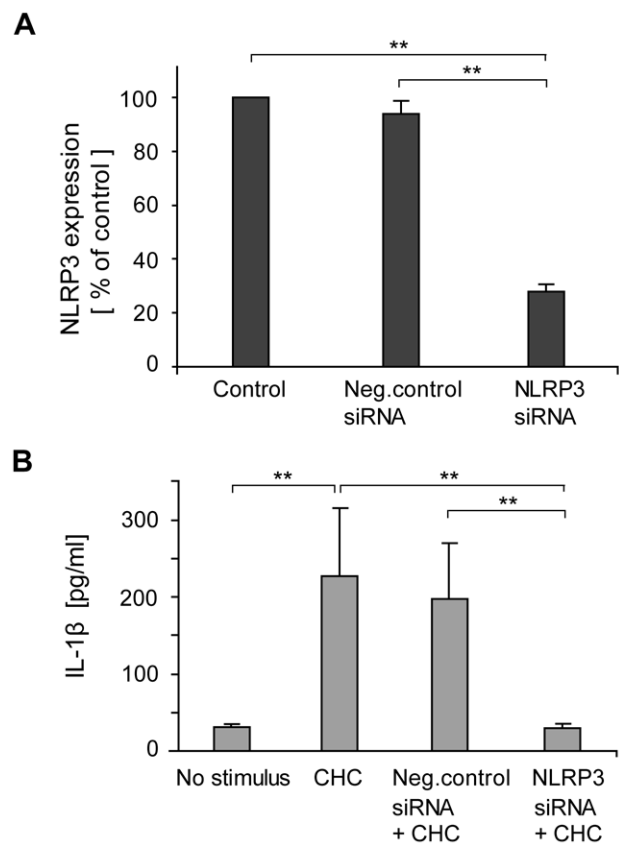 A
**
**
NLRP3 expression
[ % of control ]
100
80
60
40
20
0
Control
Neg.control
siRNA
NLRP3
siRNA
B
**
**
**
IL-1β [pg/ml]
300
200
100
0
No stimulus
CHC
Neg.control
siRNA
+ CHC
NLRP3
siRNA
+ CHC